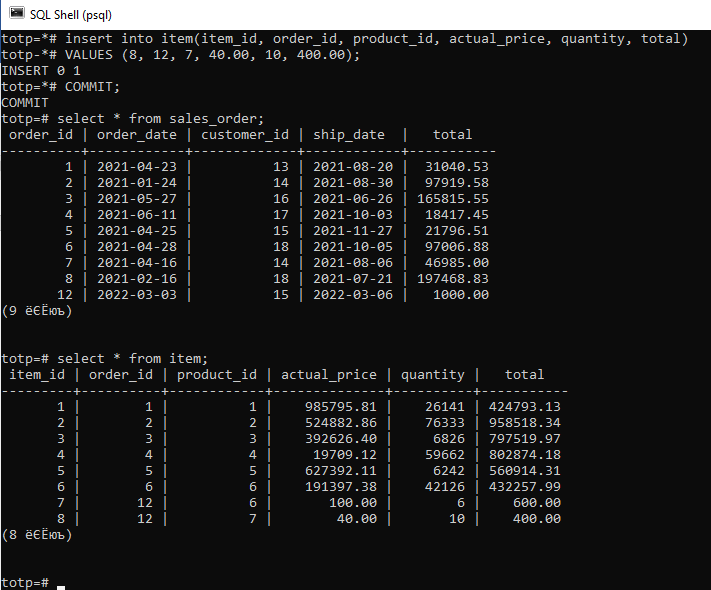 SQL Shell (psql)
totp=*# insert into item(item_id, order_id, product_id, actual_price, quantity, total)
totp-*# VALUES (8, 12, 7, 40.00, 10, 400.00);
INSERT 0 1
totp=*# COMMIT;
COMMIT
totp=# select * from sales_order;
 order_id | order_date | customer_id | ship_date  |   total
----------+------------+-------------+------------+-----------
        1 | 2021-04-23 |          13 | 2021-08-20 |  31040.53
        2 | 2021-01-24 |          14 | 2021-08-30 |  97919.58
        3 | 2021-05-27 |          16 | 2021-06-26 | 165815.55
        4 | 2021-06-11 |          17 | 2021-10-03 |  18417.45
        5 | 2021-04-25 |          15 | 2021-11-27 |  21796.51
        6 | 2021-04-28 |          18 | 2021-10-05 |  97006.88
        7 | 2021-04-16 |          14 | 2021-08-06 |  46985.00
        8 | 2021-02-16 |          18 | 2021-07-21 | 197468.83
       12 | 2022-03-03 |          15 | 2022-03-06 |   1000.00
(9 ёЄЁюъ)
totp=# select * from item;
 item_id | order_id | product_id | actual_price | quantity |   total
---------+----------+------------+--------------+----------+-----------
       1 |        1 |          1 |    985795.81 |    26141 | 424793.13
       2 |        2 |          2 |    524882.86 |    76333 | 958518.34
       3 |        3 |          3 |    392626.40 |     6826 | 797519.97
       4 |        4 |          4 |     19709.12 |    59662 | 802874.18
       5 |        5 |          5 |    627392.11 |     6242 | 560914.31
       6 |        6 |          6 |    191397.38 |    42126 | 432257.99
       7 |       12 |          6 |       100.00 |        6 |    600.00
       8 |       12 |          7 |        40.00 |       10 |    400.00
(8 ёЄЁюъ)
totp=#